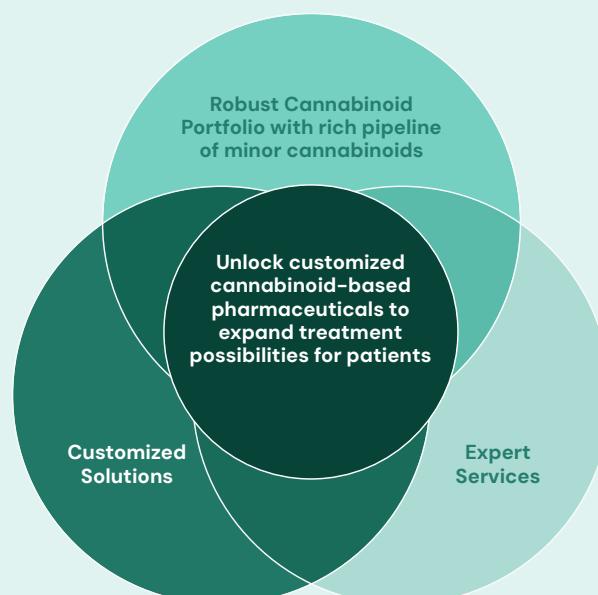 Robust Cannabinoid
Portfolio with rich pipeline
of minor cannabinoids
Unlock customized
cannabinoid-based
pharmaceuticals to
expand treatment
possibilities for patients
Customized
Solutions
Expert
Services